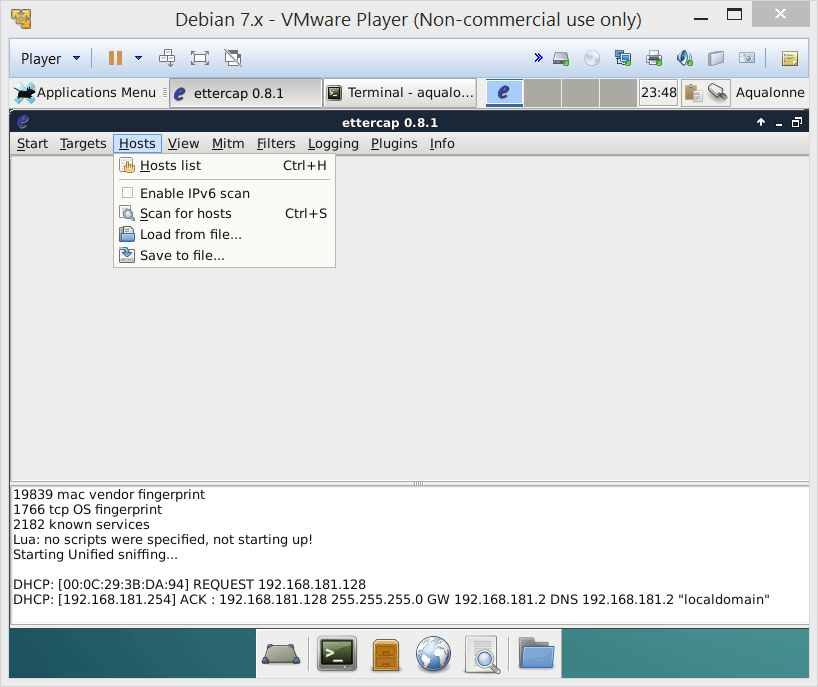 Debian 7.x - VMware Player (Non-commercial use only)
Player
Applications Menu ettercap 0.8.1 Terminal - aqualo... 23:48 Aqualonne
ettercap 0.8.1
Start Targets Hosts View Mitm Filters Logging Plugins Info
Hosts list Ctrl+H
Enable IPv6 scan
Scan for hosts Ctrl+S
Load from file...
Save to file...
19839 mac vendor fingerprint
1766 tcp OS fingerprint
2182 known services
Lua: no scripts were specified, not starting up!
Starting Unified sniffing...
DHCP: [00:0C:29:3B:DA:94] REQUEST 192.168.181.128
DHCP: [192.168.181.254] ACK : 192.168.181.128 255.255.255.0 GW 192.168.181.2 DNS 192.168.181.2 "localdomain"